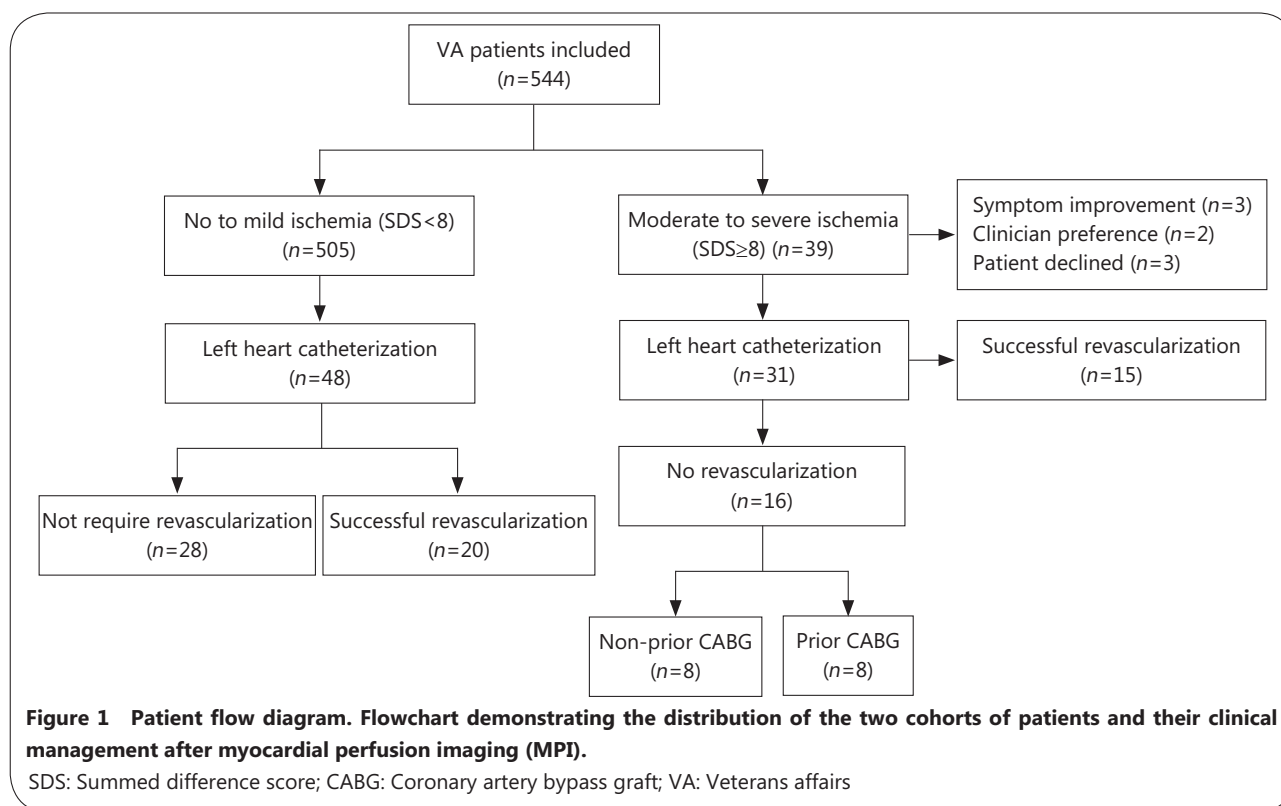 VA patients included
(n=544)
No to mild ischemia (SDS<8)
(n=505)
Moderate to severe ischemia
(SDS≥8) (n=39)
Symptom improvement (n=3)
Clinician preference (n=2)
Patient declined (n=3)
Left heart catheterization
(n=48)
Left heart catheterization
(n=31)
Successful revascularization
(n=15)
No revascularization
(n=16)
Not require revascularization
(n=28)
Successful revascularization
(n=20)
Non-prior CABG
(n=8)
Prior CABG
(n=8)
Figure 1 Patient flow diagram. Flowchart demonstrating the distribution of the two cohorts of patients and their clinical
management after myocardial perfusion imaging (MPI).
SDS: Summed difference score; CABG: Coronary artery bypass graft; VA: Veterans affairs